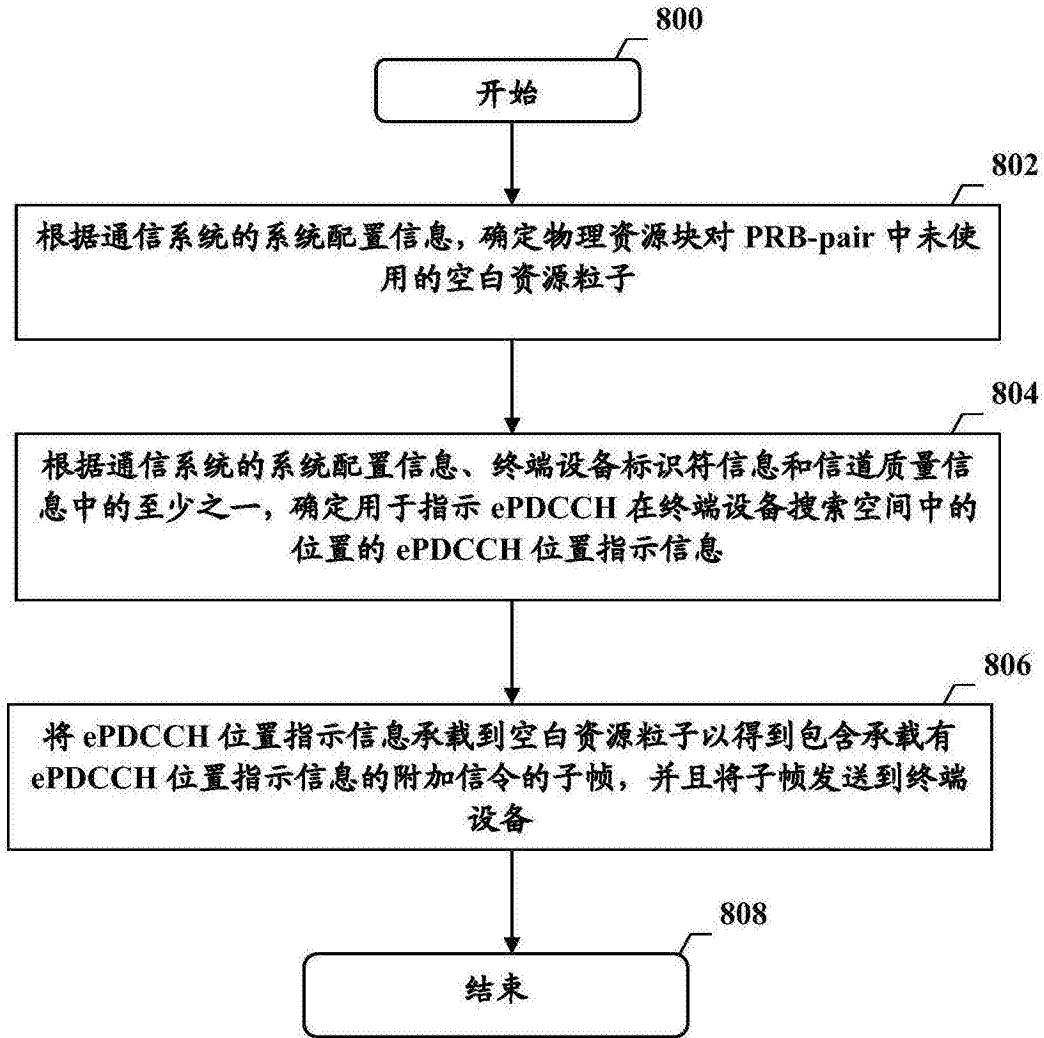 800
开始
802
根据通信系统的系统配置信息，确定物理资源块对 PRB-pair 中未使
用的空白资源粒子
804
根据通信系统的系统配置信息、终端设备标识符信息和信道质量信
息中的至少之一，确定用于指示 ePDCCH 在终端设备搜索空间中的
位置的 ePDCCH 位置指示信息
806
将 ePDCCH 位置指示信息承载到空白资源粒子以得到包含承载有
ePDCCH 位置指示信息的附加信令的子帧，并且将子帧发送到终端
设备
808
结束